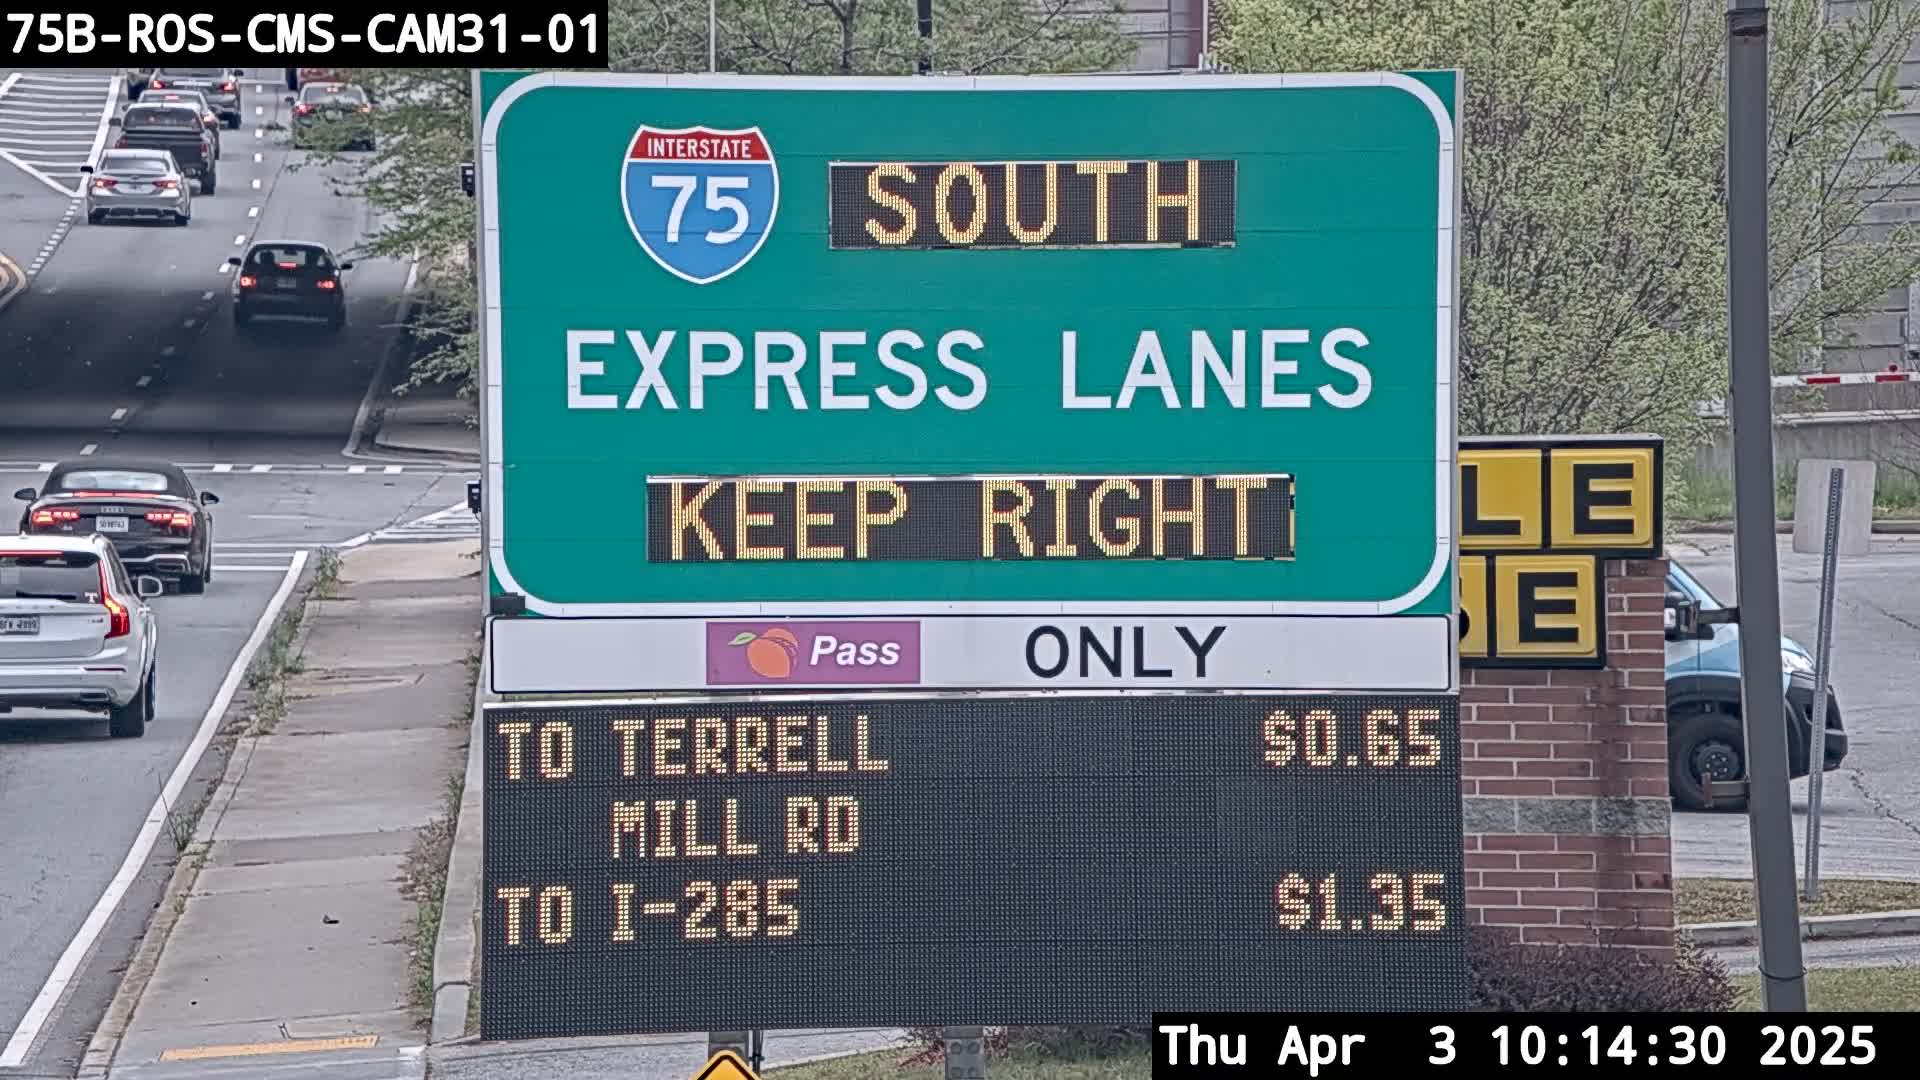 75B-ROS-CMS-CAM31-01
INTERSTATE
75
SOUTH
EXPRESS LANES
KEEP RIGHT
Pass ONLY
TO TERRELL $0.65
MILL RD
TO I-285 $1.35
LE
E
Thu Apr 3 10:14:30 2025